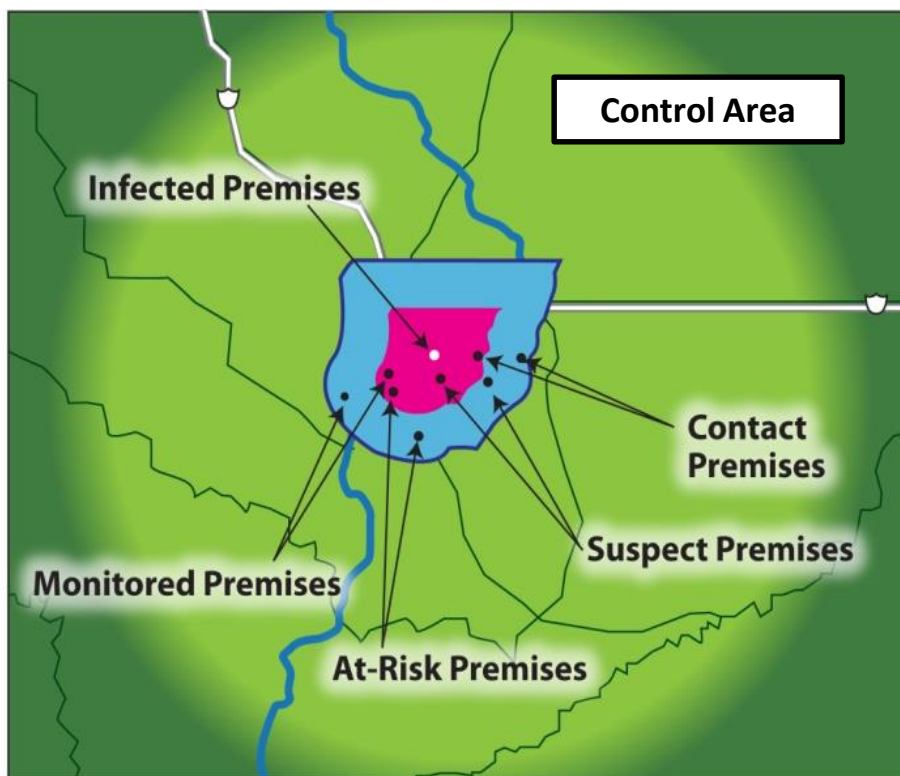 Control Area
Infected Premises
Contact
Premises
Suspect Premises
Monitored Premises
At-Risk Premises